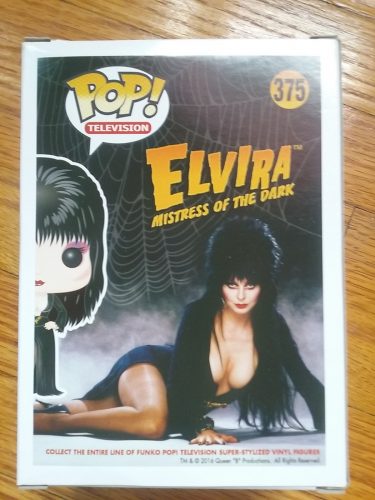 POP!
TELEVISION
375
ELVIRA™
MISTRESS OF THE DARK
COLLECT THE ENTIRE LINE OF FUNKO POP! TELEVISION SUPER-STYLIZED VINYL FIGURES
TM & © 2016 Queen "B" Productions. All Rights Reserved.